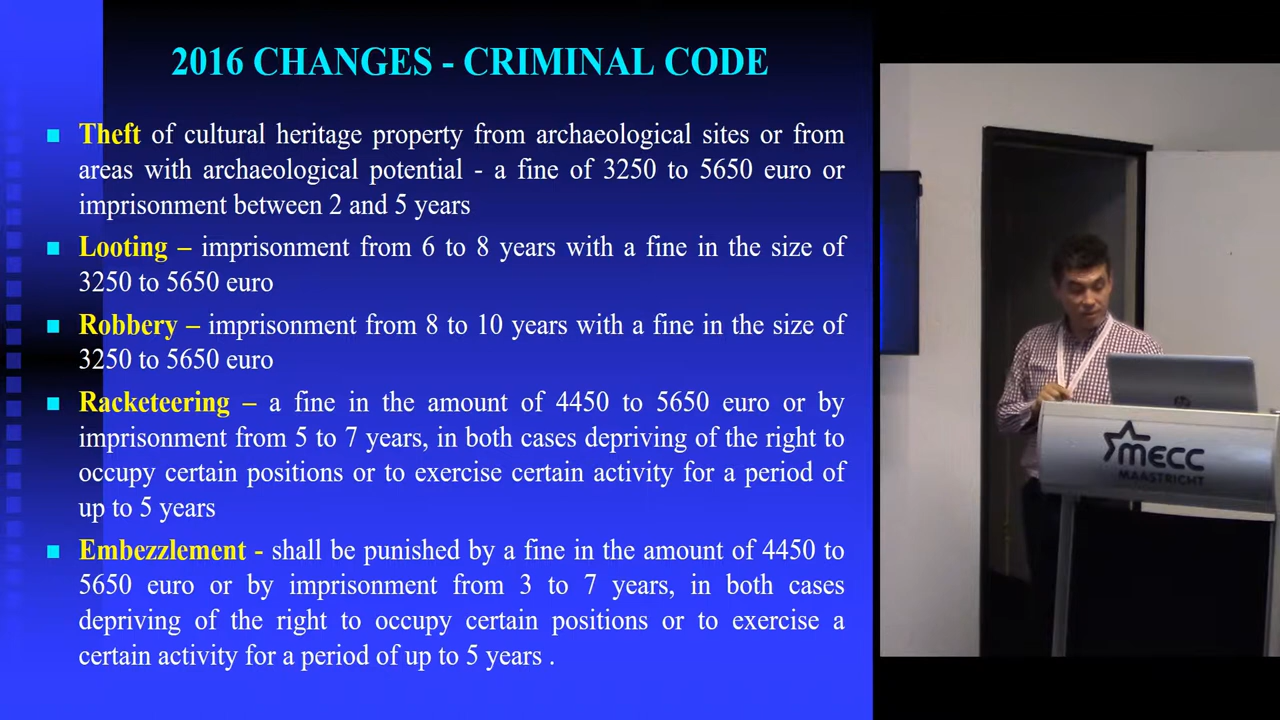 2016 CHANGES - CRIMINAL CODE
Theft of cultural heritage property from archaeological sites or from
areas with archaeological potential - a fine of 3250 to 5650 euro or
imprisonment between 2 and 5 years
Looting – imprisonment from 6 to 8 years with a fine in the size of
3250 to 5650 euro
Robbery – imprisonment from 8 to 10 years with a fine in the size of
3250 to 5650 euro
Racketeering – a fine in the amount of 4450 to 5650 euro or by
imprisonment from 5 to 7 years, in both cases depriving of the right to
occupy certain positions or to exercise certain activity for a period of
up to 5 years
Embezzlement - shall be punished by a fine in the amount of 4450 to
5650 euro or by imprisonment from 3 to 7 years, in both cases
depriving of the right to occupy certain positions or to exercise a
certain activity for a period of up to 5 years .
hp
MECC
MAASTRICHT